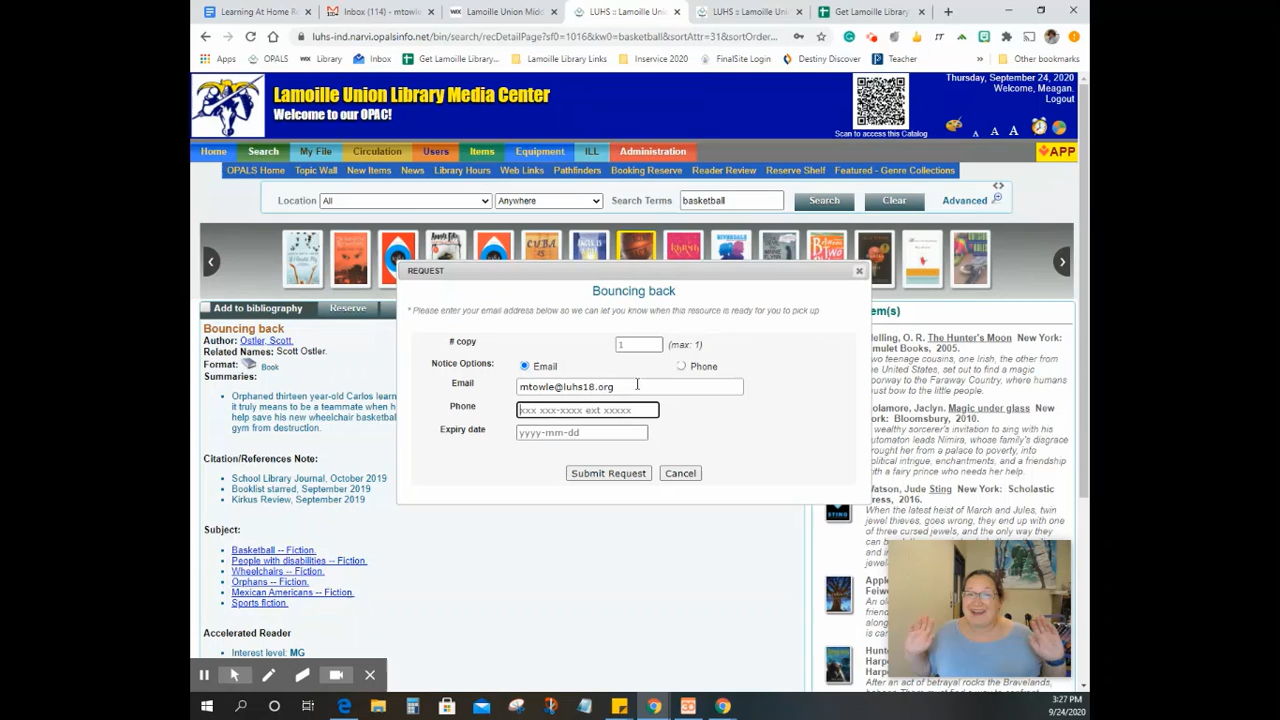 Learning At Home R
Inbox (114) - mtowle
Lamoille Union Midd
LUHS :: Lamoille Uni
LUHS :: Lamoille Uni
Get Lamoille Library
luhs-ind.narvi.opalsinfo.net/bin/search/recDetailPage?sf0=1016&kw0=basketball&sortAttr=31&sortOrder...
Apps OPALS Library Inbox Get Lamoille Library... Lamoille Library Links Inservice 2020 FinalSite Login Destiny Discover Teacher » Other bookmarks
Lamoille Union Library Media Center
Welcome to our OPAC!
Scan to access this Catalog
Thursday, September 24, 2020
Welcome, Meagan.
Logout
A A A
Home Search My File Circulation Users Items Equipment ILL Administration APP
OPALS Home Topic Wall New Items News Library Hours Web Links Pathfinders Booking Reserve Reader Review Reserve Shelf Featured - Genre Collections
Location All Anywhere Search Terms basketball Search Clear Advanced
CUBA
RIVERDALE
REQUEST
Bouncing back
* Please enter your email address below so we can let you know when this resource is ready for you to pick up
# copy 1 (max: 1)
Notice Options: Email Phone
Email mtowle@luhs18.org
Phone xxx xxx-xxxx ext xxxxx
Expiry date yyyy-mm-dd
Submit Request Cancel
Add to bibliography Reserve
Bouncing back
Author: Ostler, Scott.
Related Names: Scott Ostler.
Format: Book
Summaries:
Orphaned thirteen year-old Carlos learn
it truly means to be a teammate when h
help save his new wheelchair basketball
gym from destruction.
Citation/References Note:
School Library Journal, October 2019
Booklist starred, September 2019
Kirkus Review, September 2019
Subject:
Basketball -- Fiction.
People with disabilities -- Fiction.
Wheelchairs -- Fiction.
Orphans -- Fiction.
Mexican Americans -- Fiction.
Sports fiction.
Accelerated Reader
Interest level: MG
em(s)
elling, O. R. The Hunter's Moon New
Amulet Books, 2005.
two teenage cousins, one Irish, the other from
the United States, set out to find a
doorway to the Faraway Country, where humans
olamore, Jaclyn. Magic under glass New
Bloomsbury, 2010.
wealthy sorcerer's invitation to sing with his
automaton leads Nimira, whose family's disgrace
brought her from a palace to poverty, into
political intrigue, enchantments, and a friendship
with a fairy prince who needs her help.
Watson, Jude Sting New York: Scholastic
Press, 2016.
When the latest heist of March and Jules, twin
jewel thieves, goes wrong, they end up with one
of three cursed jewels, and the only way they
STING
Appl
Feiwe
An ol
Hunt
Harpe
After an act of betrayal rocks the Bravelands,
3:27 PM
9/24/2020